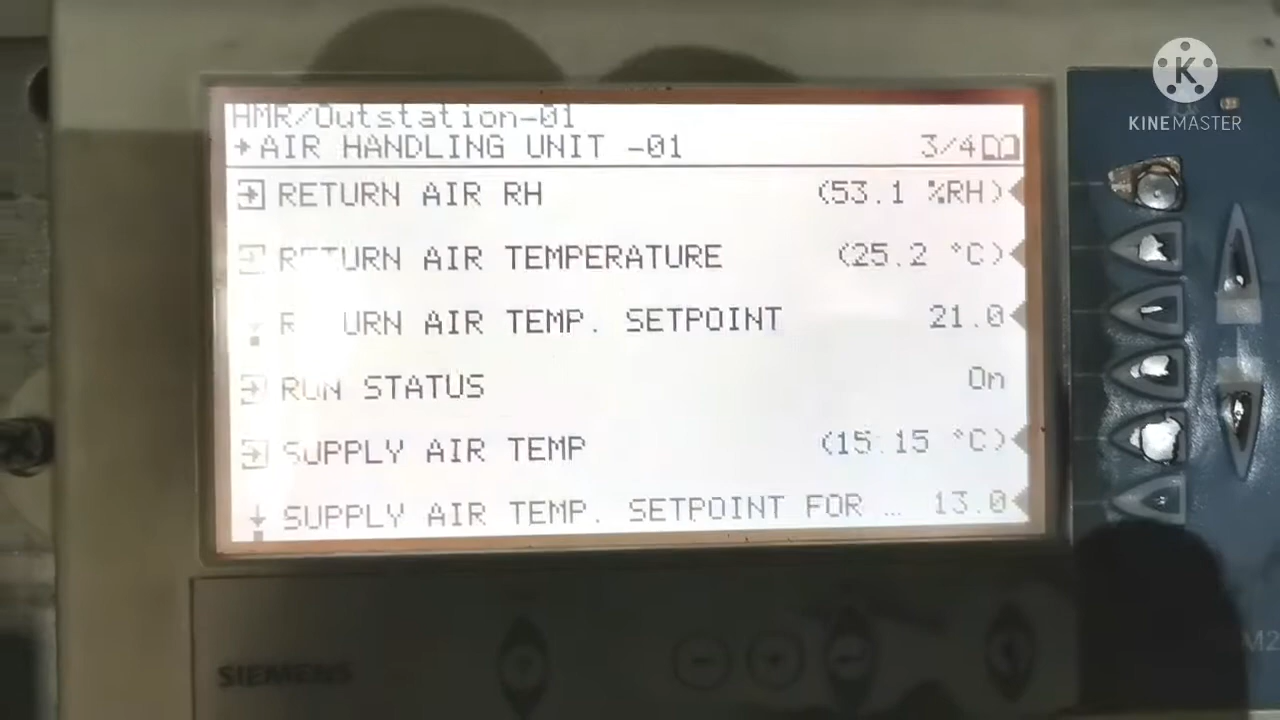 HMR/Outstation-01
AIR HANDLING UNIT -01 3/4
RETURN AIR RH (53.1 %RH)
RETURN AIR TEMPERATURE (25.2 °C)
RETURN AIR TEMP. SETPOINT 21.0
RUN STATUS On
SUPPLY AIR TEMP (15.15 °C)
SUPPLY AIR TEMP. SETPOINT FOR ... 13.0
SIEMENS
K
KINEMASTER